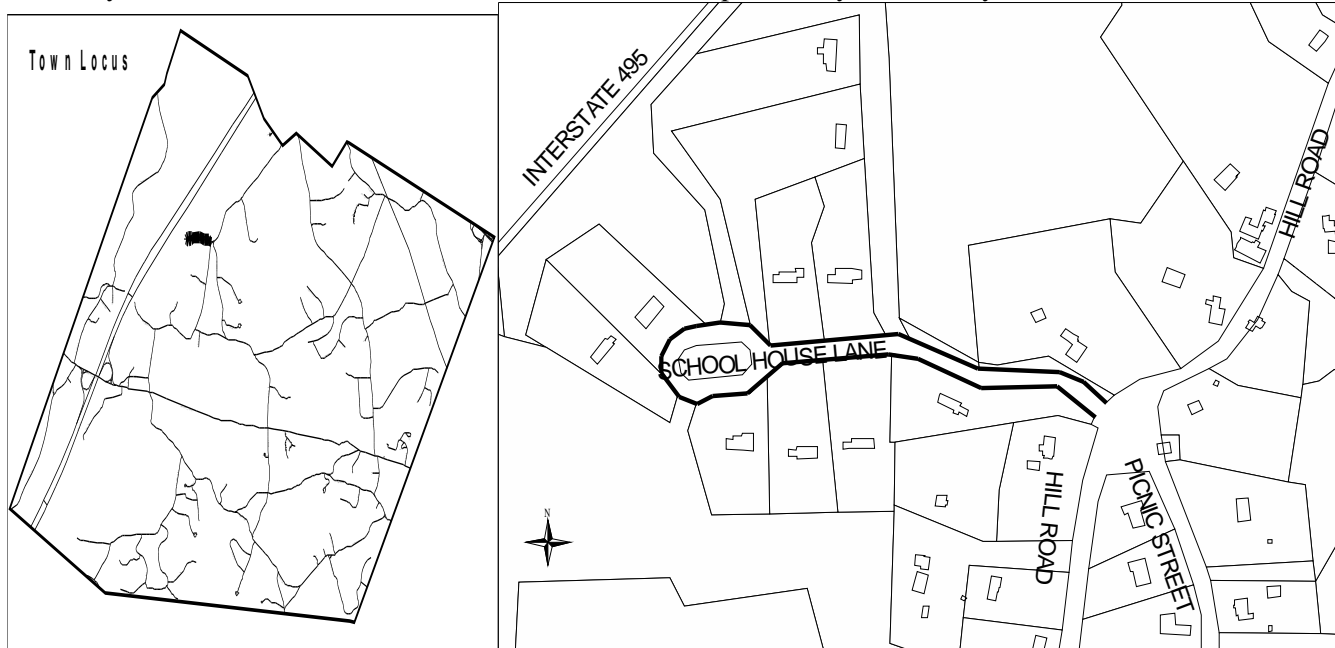 Town Locus
INTERSTATE 495
HILL ROAD
SCHOOL HOUSE LANE
HILL ROAD
PICNIC STREET
N